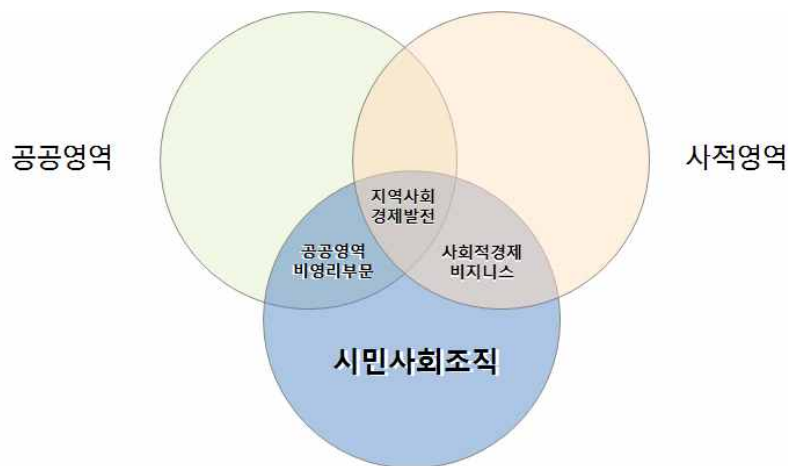 공공영역
사적영역
지역사회
경제발전
공공영역
비영리부문
사회적경제
비지니스
시민사회조직